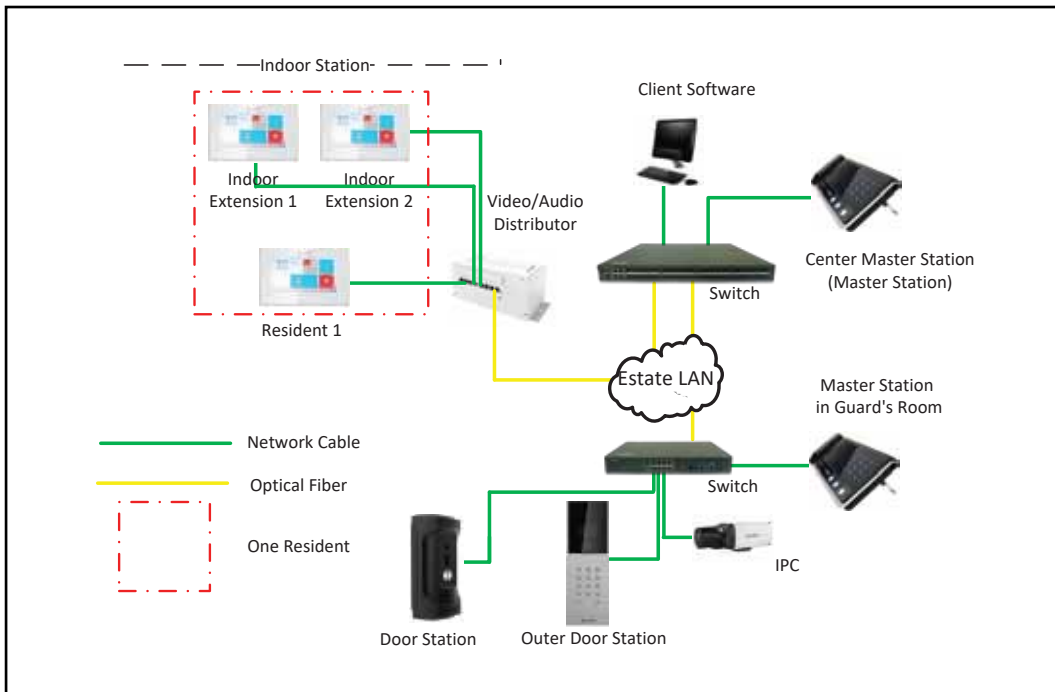 Indoor Station
Client Software
Indoor
Extension 1
Indoor
Extension 2
Video/Audio
Distributor
Center Master Station
(Master Station)
Switch
Resident 1
Estate LAN
Master Station
in Guard's Room
Network Cable
Optical Fiber
Switch
One Resident
IPC
Door Station
Outer Door Station